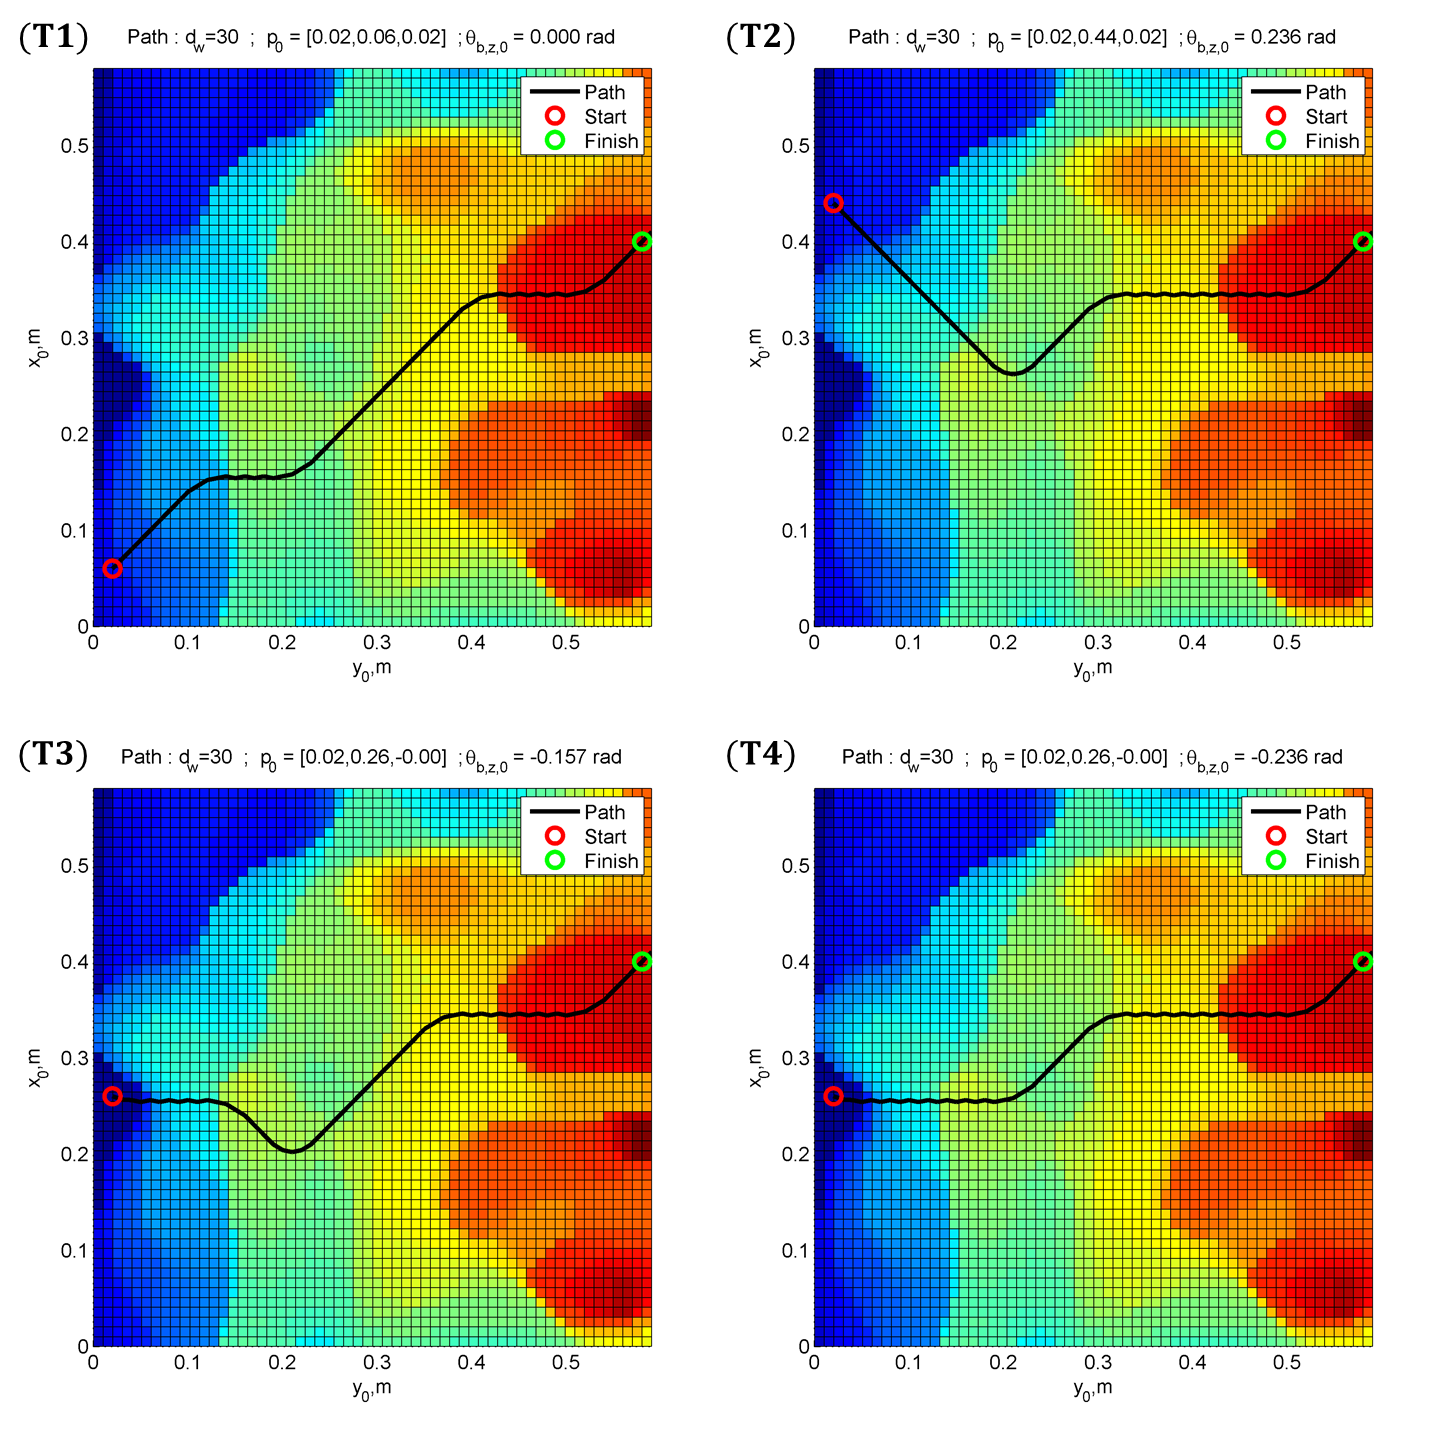 (T1) Path : d_w=30 ; p_0 = [0.02,0.06,0.02] ;θ_b,z,0 = 0.000 rad
Path
Start
Finish
0.5
0.4
0.3
0.2
0.1
0
x_0,m
0 0.1 0.2 0.3 0.4 0.5
y_0,m
(T2) Path : d_w=30 ; p_0 = [0.02,0.44,0.02] ;θ_b,z,0 = 0.236 rad
Path
Start
Finish
0.5
0.4
0.3
0.2
0.1
0
x_0,m
0 0.1 0.2 0.3 0.4 0.5
y_0,m
(T3) Path : d_w=30 ; p_0 = [0.02,0.26,-0.00] ;θ_b,z,0 = -0.157 rad
Path
Start
Finish
0.5
0.4
0.3
0.2
0.1
0
x_0,m
0 0.1 0.2 0.3 0.4 0.5
y_0,m
(T4) Path : d_w=30 ; p_0 = [0.02,0.26,-0.00] ;θ_b,z,0 = -0.236 rad
Path
Start
Finish
0.5
0.4
0.3
0.2
0.1
0
x_0,m
0 0.1 0.2 0.3 0.4 0.5
y_0,m